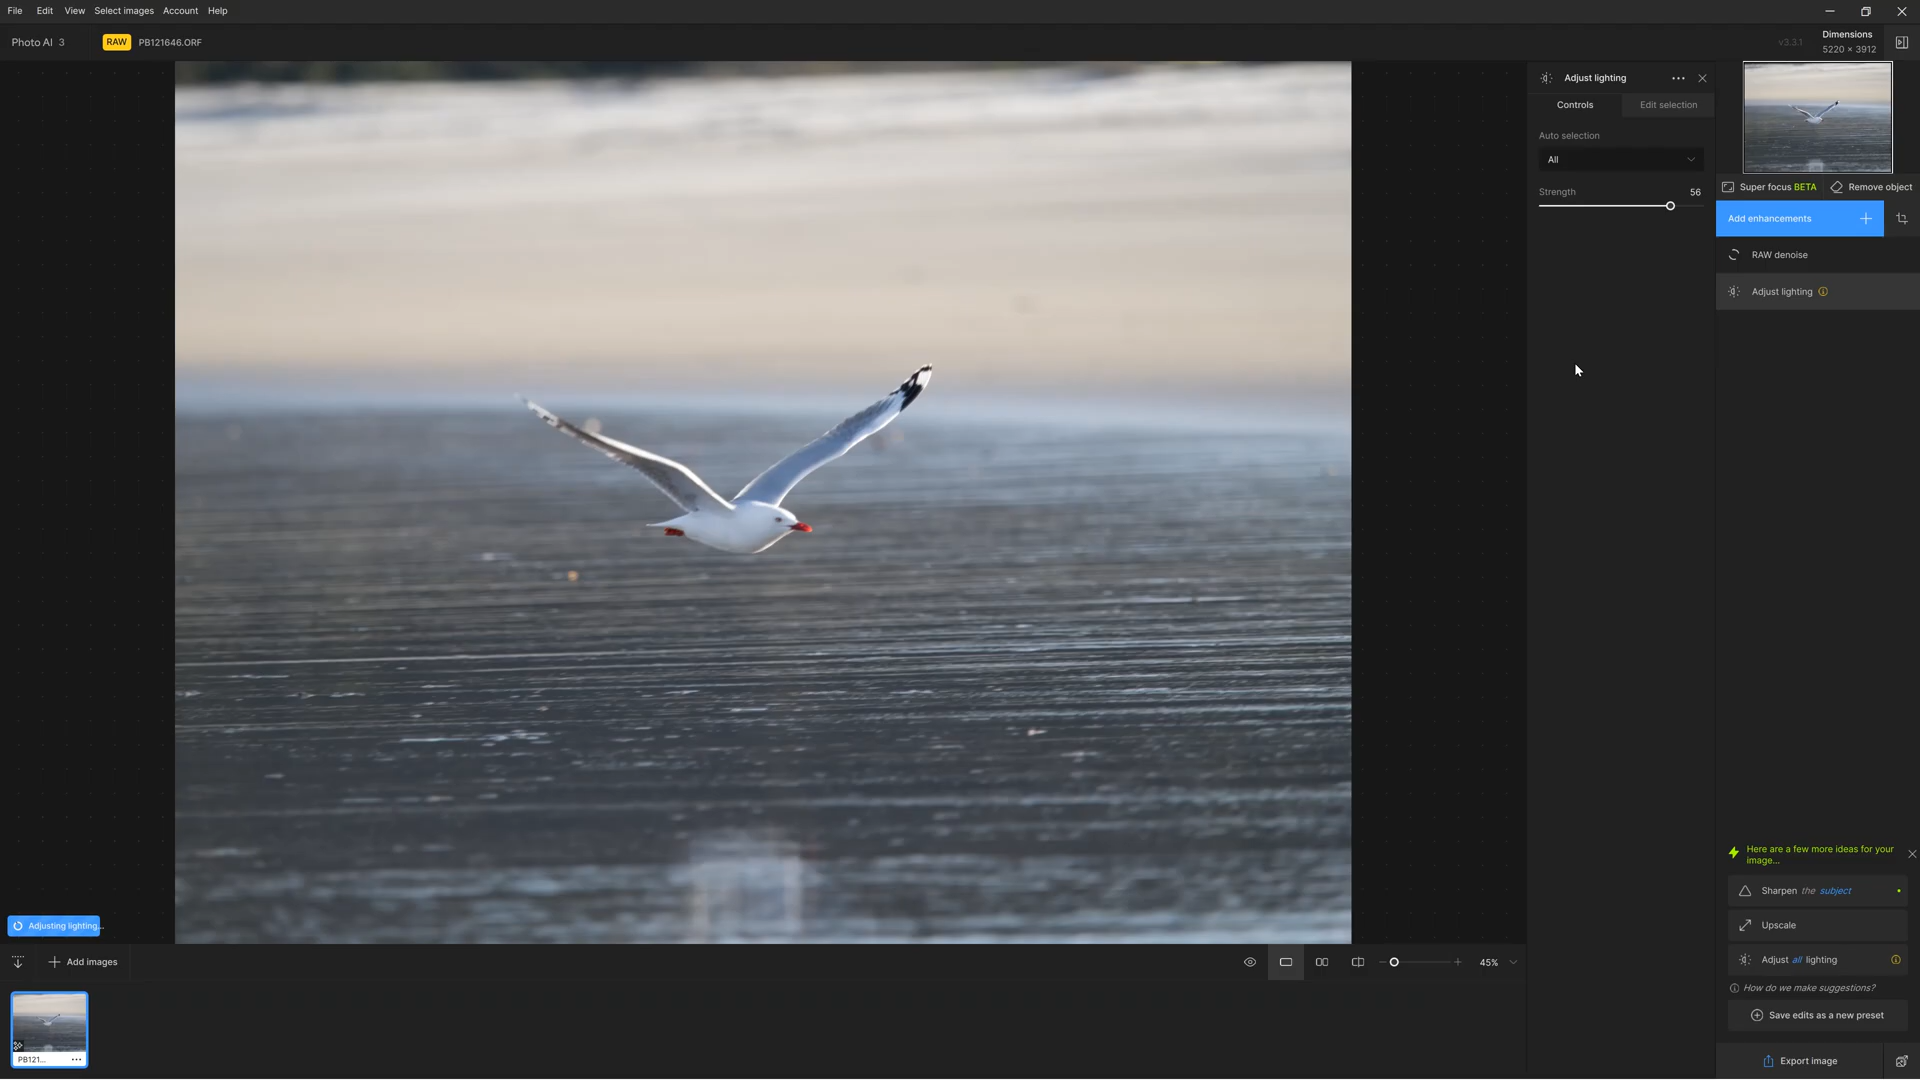 File Edit View Select images Account Help
Photo AI 3 RAW PB121646.ORF v3.3.1 Dimensions
5220 × 3912
Adjust lighting
Controls Edit selection
Auto selection
All
Strength 56
Super focus BETA Remove object
Add enhancements
RAW denoise
Adjust lighting
Here are a few more ideas for your
image...
Sharpen the subject
Upscale
Adjust all lighting
How do we make suggestions?
Save edits as a new preset
Export image
Adjusting lighting...
Add images 45%
PB121...